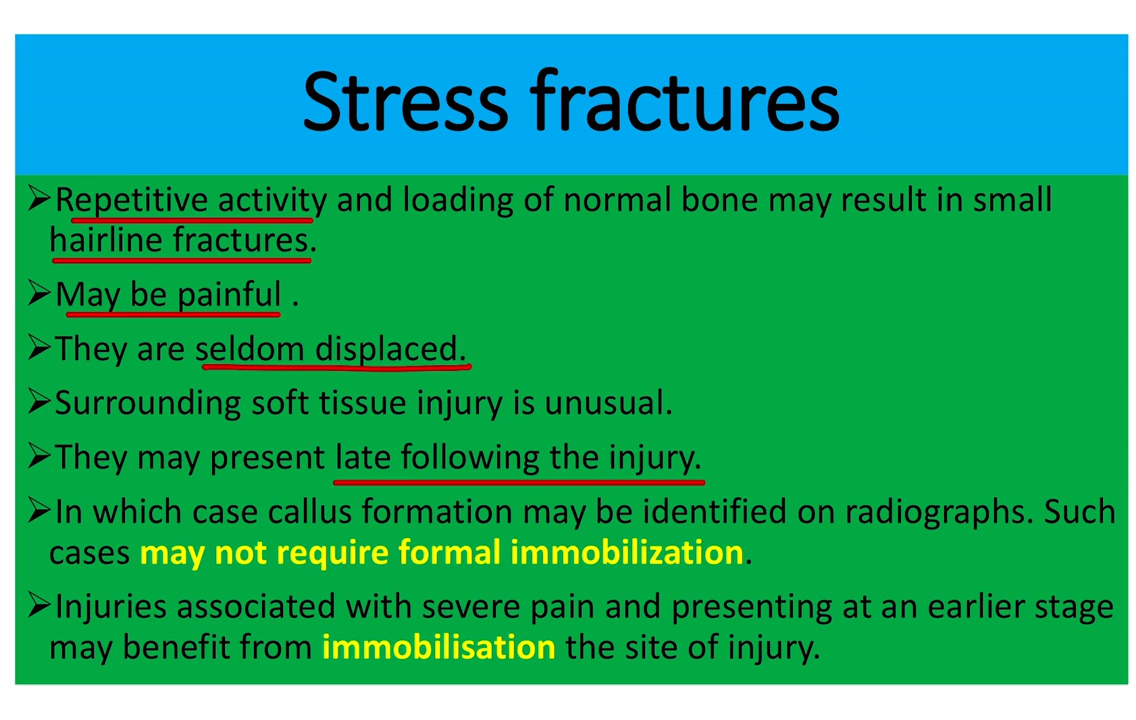 Stress fractures
➢Repetitive activity and loading of normal bone may result in small
hairline fractures.
➢May be painful .
➢They are seldom displaced.
➢Surrounding soft tissue injury is unusual.
➢They may present late following the injury.
➢In which case callus formation may be identified on radiographs. Such
cases may not require formal immobilization.
➢Injuries associated with severe pain and presenting at an earlier stage
may benefit from immobilisation the site of injury.